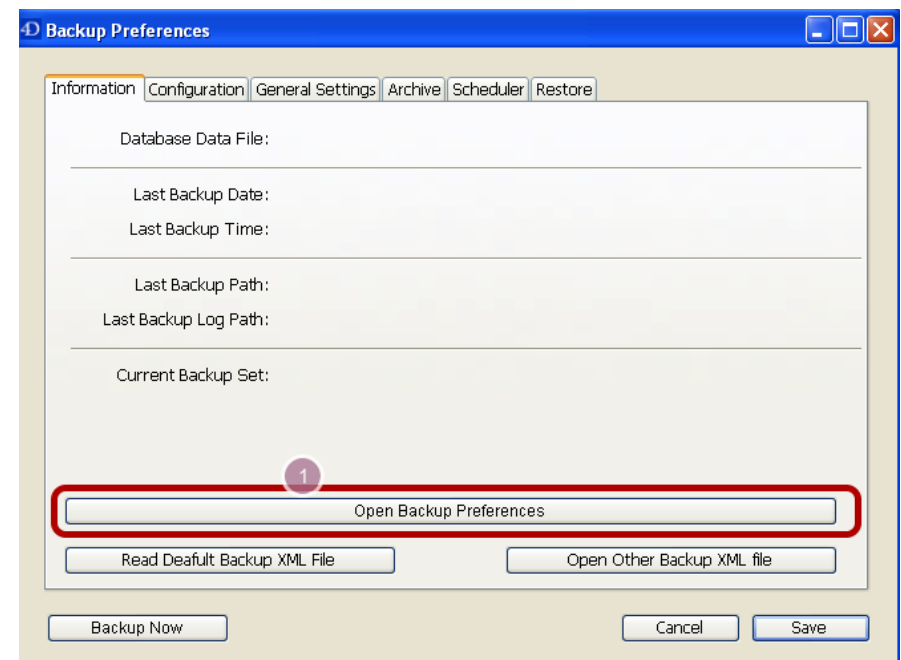 4D Backup Preferences
Information Configuration General Settings Archive Scheduler Restore
Database Data File:
Last Backup Date:
Last Backup Time:
Last Backup Path:
Last Backup Log Path:
Current Backup Set:
1
Open Backup Preferences
Read Deafult Backup XML File Open Other Backup XML file
Backup Now Cancel Save